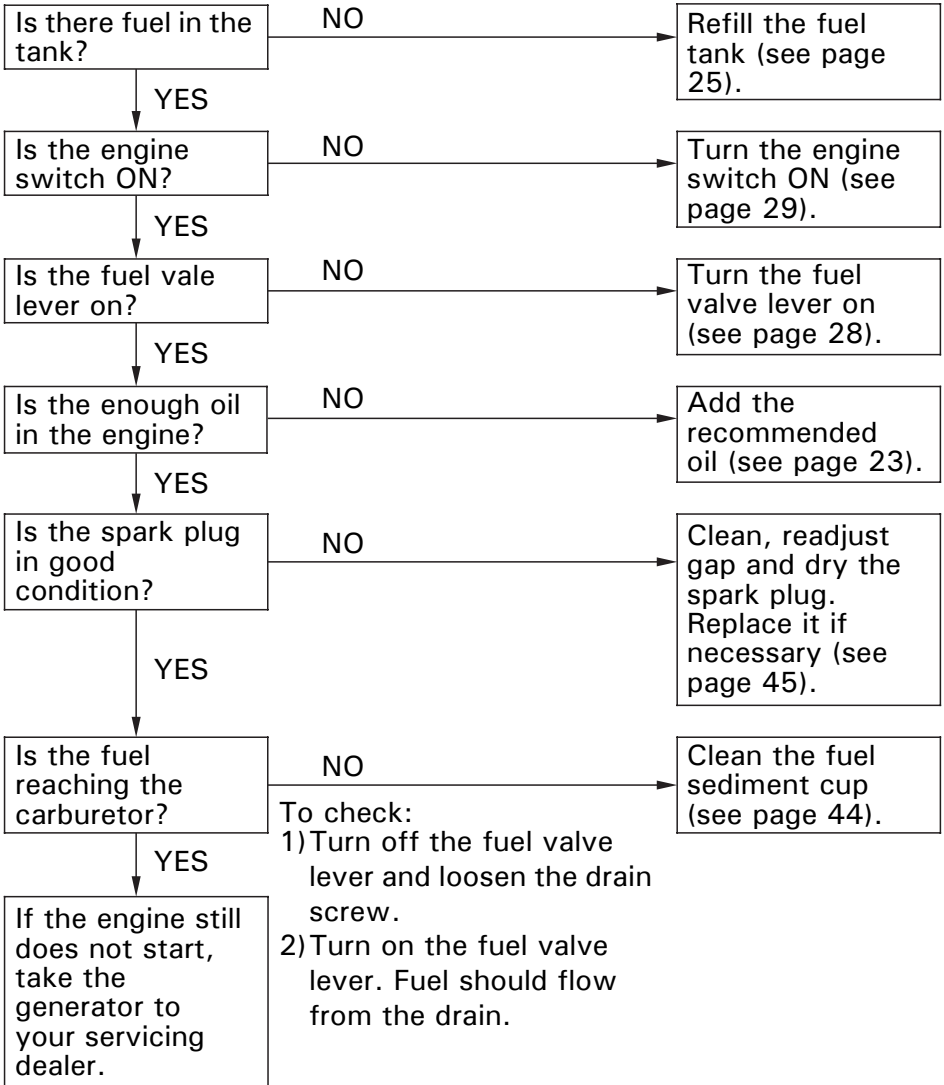 Is there fuel in the
tank?
NO
Refill the fuel
tank (see page
25).
YES
Is the engine
switch ON?
NO
Turn the engine
switch ON (see
page 29).
YES
Is the fuel vale
lever on?
NO
Turn the fuel
valve lever on
(see page 28).
YES
Is the enough oil
in the engine?
NO
Add the
recommended
oil (see page 23).
YES
Is the spark plug
in good
condition?
NO
Clean, readjust
gap and dry the
spark plug.
Replace it if
necessary (see
page 45).
YES
Is the fuel
reaching the
carburetor?
NO
Clean the fuel
sediment cup
(see page 44).
To check:
1) Turn off the fuel valve
lever and loosen the drain
screw.
2) Turn on the fuel valve
lever. Fuel should flow
from the drain.
YES
If the engine still
does not start,
take the
generator to
your servicing
dealer.